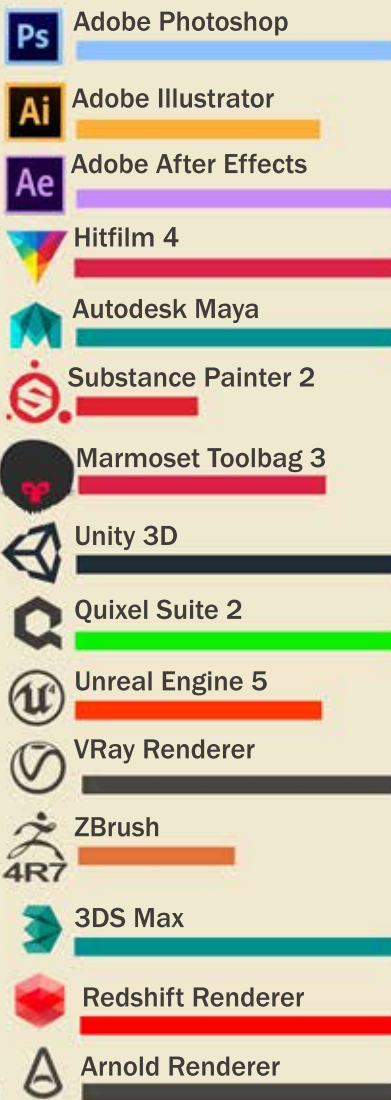 Ps Adobe Photoshop
Ai Adobe Illustrator
Ae Adobe After Effects
Hitfilm 4
Autodesk Maya
Substance Painter 2
Marmoset Toolbag 3
Unity 3D
Quixel Suite 2
Unreal Engine 5
VRay Renderer
ZBrush
4R7
3DS Max
Redshift Renderer
Arnold Renderer